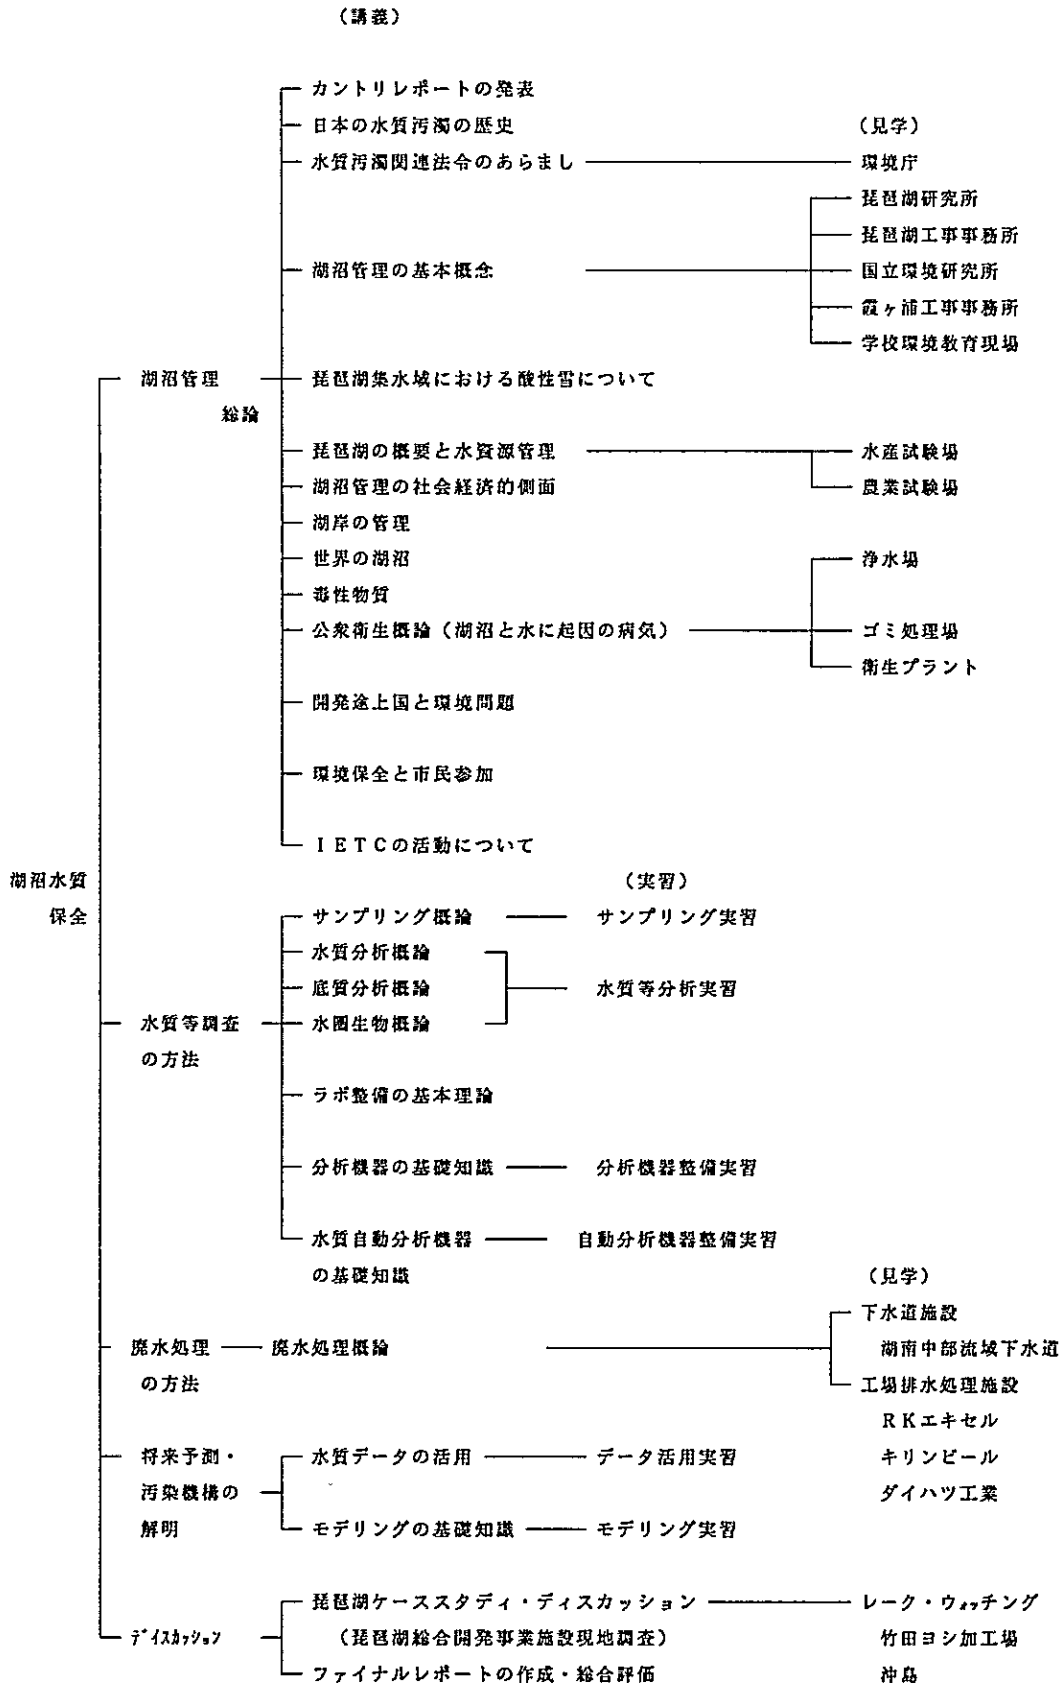 （講義）
カントリレポートの発表
日本の水質汚濁の歴史 （見学）
水質汚濁関連法令のあらまし 環境庁
琵琶湖研究所
琵琶湖工事事務所
湖沼管理の基本概念 国立環境研究所
霞ヶ浦工事事務所
学校環境教育現場
湖沼管理 琵琶湖集水域における酸性雪について
総論
琵琶湖の概要と水資源管理 水産試験場
湖沼管理の社会経済的側面 農業試験場
湖岸の管理
世界の湖沼 浄水場
毒性物質
公衆衛生概論（湖沼と水に起因の病気） ゴミ処理場
衛生プラント
開発途上国と環境問題
環境保全と市民参加
ＩＥＴＣの活動について
湖沼水質 （実習）
保全 サンプリング概論 サンプリング実習
水質分析概論
底質分析概論 水質等分析実習
水質等調査 水圏生物概論
の方法
ラボ整備の基本理論
分析機器の基礎知識 分析機器整備実習
水質自動分析機器 自動分析機器整備実習
の基礎知識 （見学）
下水道施設
廃水処理 廃水処理概論 湖南中部流域下水道
の方法 工場排水処理施設
ＲＫエキセル
将来予測・ 水質データの活用 データ活用実習 キリンビール
汚染機構の ダイハツ工業
解明 モデリングの基礎知識 モデリング実習
琵琶湖ケーススタディ・ディスカッション レーク・ウォッチング
ディスカッション （琵琶湖総合開発事業施設現地調査） 竹田ヨシ加工場
ファイナルレポートの作成・総合評価 沖島